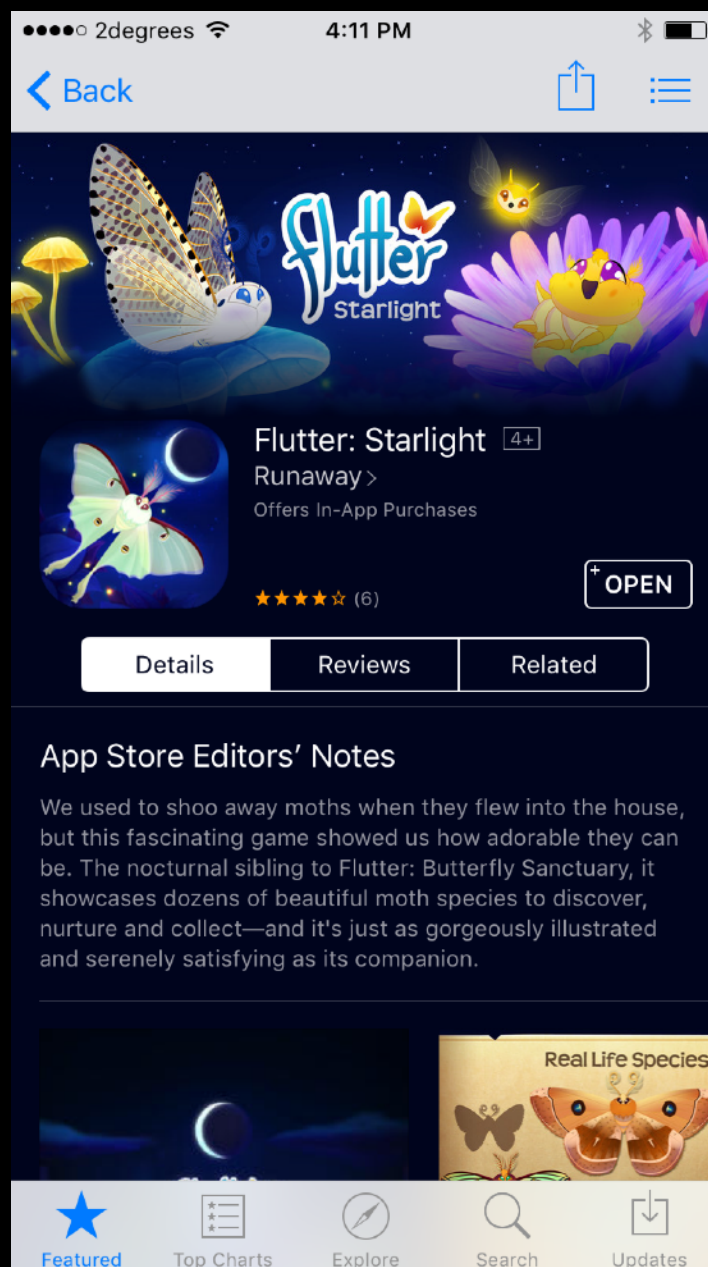 2degrees
4:11 PM
Back
flutter
Starlight
Flutter: Starlight 4+
Runaway >
Offers In-App Purchases
(6)
+ OPEN
Details
Reviews
Related
App Store Editors’ Notes
We used to shoo away moths when they flew into the house,
but this fascinating game showed us how adorable they can
be. The nocturnal sibling to Flutter: Butterfly Sanctuary, it
showcases dozens of beautiful moth species to discover,
nurture and collect—and it's just as gorgeously illustrated
and serenely satisfying as its companion.
Real Life Species
Featured
Top Charts
Explore
Search
Updates